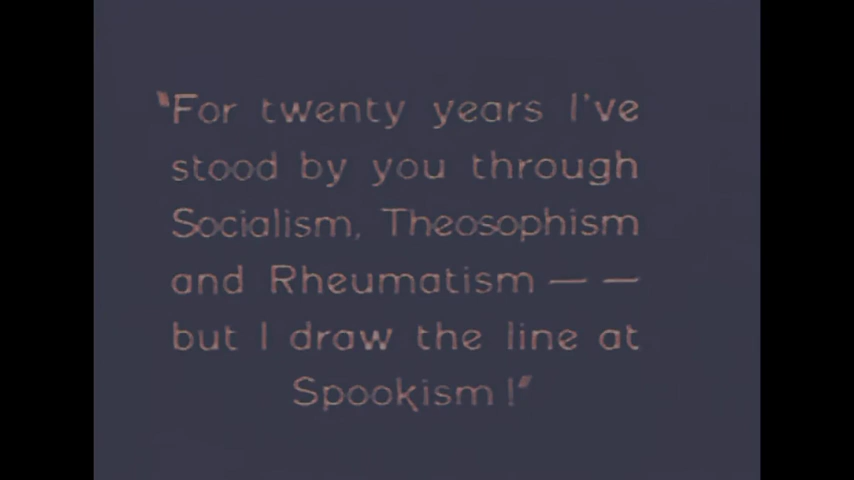 "For twenty years I've
stood by you through
Socialism, Theosophism
and Rheumatism — —
but I draw the line at
Spookism!"